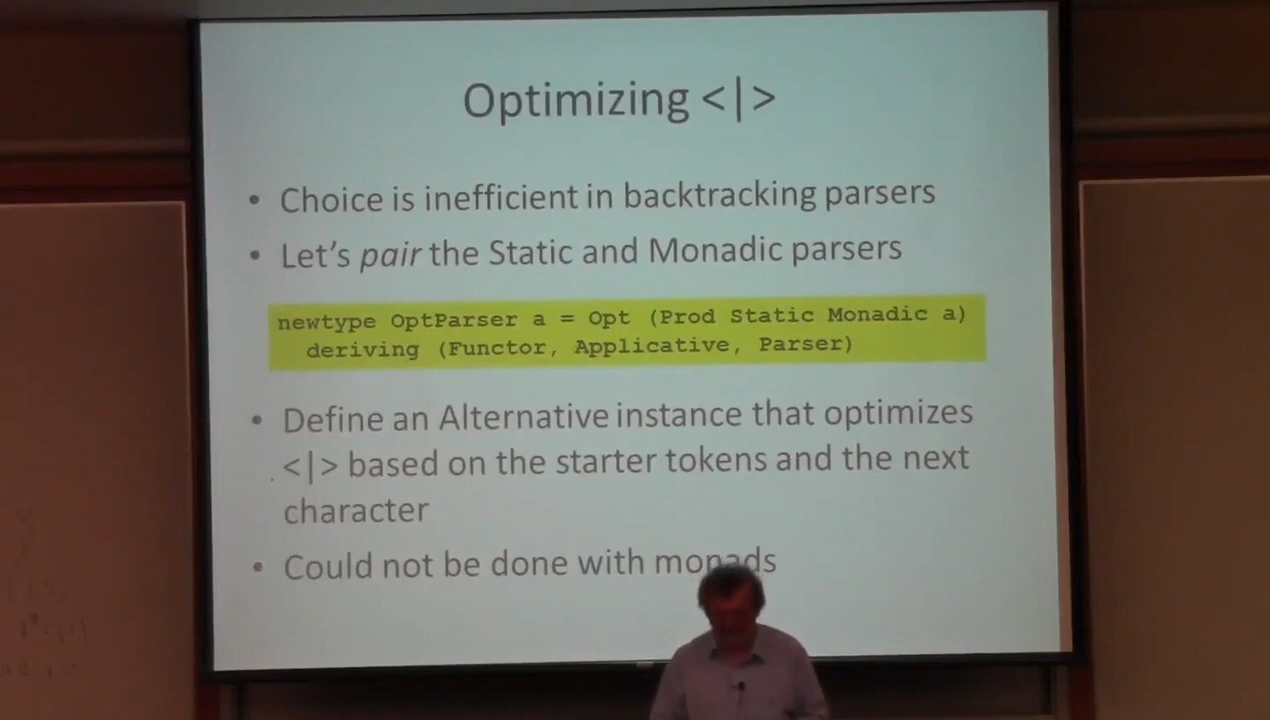 Optimizing <|>
• Choice is inefficient in backtracking parsers
• Let's pair the Static and Monadic parsers
newtype OptParser a = Opt (Prod Static Monadic a)
deriving (Functor, Applicative, Parser)
• Define an Alternative instance that optimizes
<|> based on the starter tokens and the next
character
• Could not be done with monads